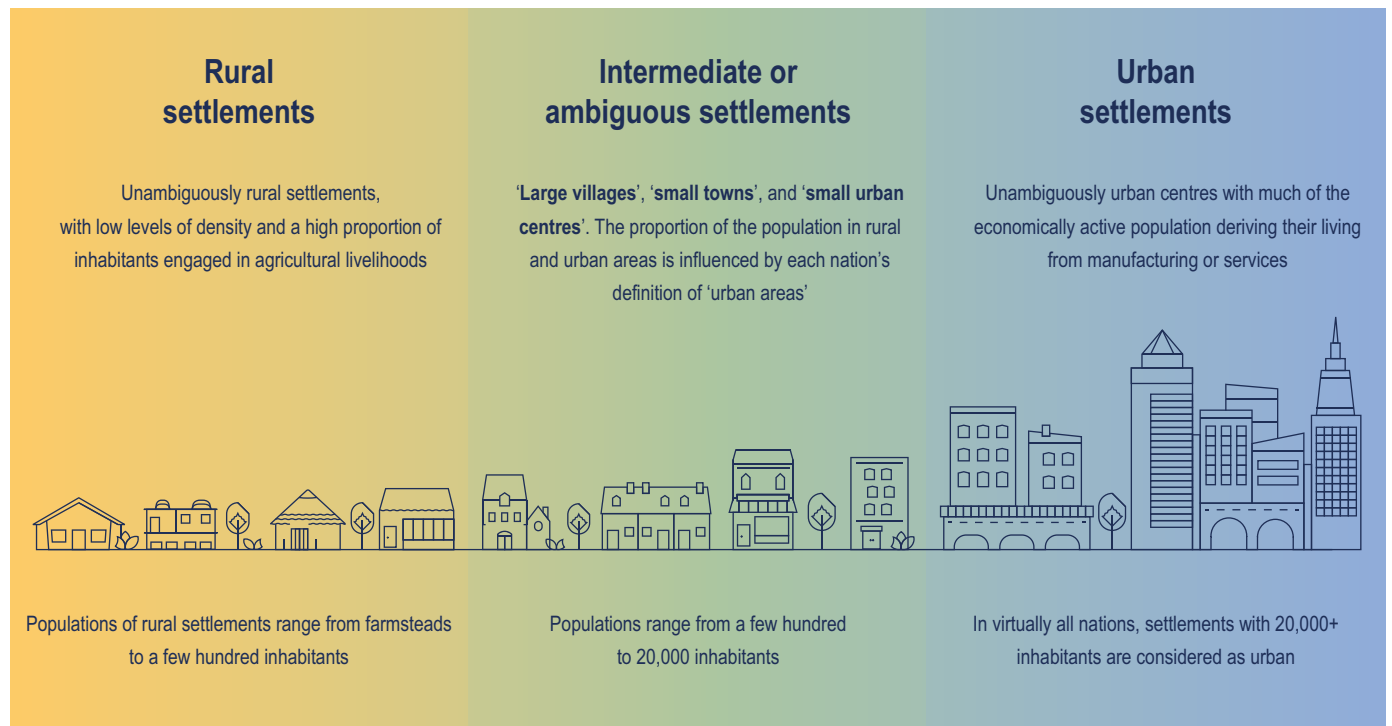 Rural
settlements
Unambiguously rural settlements,
with low levels of density and a high proportion of
inhabitants engaged in agricultural livelihoods
Populations of rural settlements range from farmsteads
to a few hundred inhabitants
Intermediate or
ambiguous settlements
‘Large villages’, ‘small towns’, and ‘small urban
centres’. The proportion of the population in rural
and urban areas is influenced by each nation’s
definition of ‘urban areas’
Populations range from a few hundred
to 20,000 inhabitants
Urban
settlements
Unambiguously urban centres with much of the
economically active population deriving their living
from manufacturing or services
In virtually all nations, settlements with 20,000+
inhabitants are considered as urban